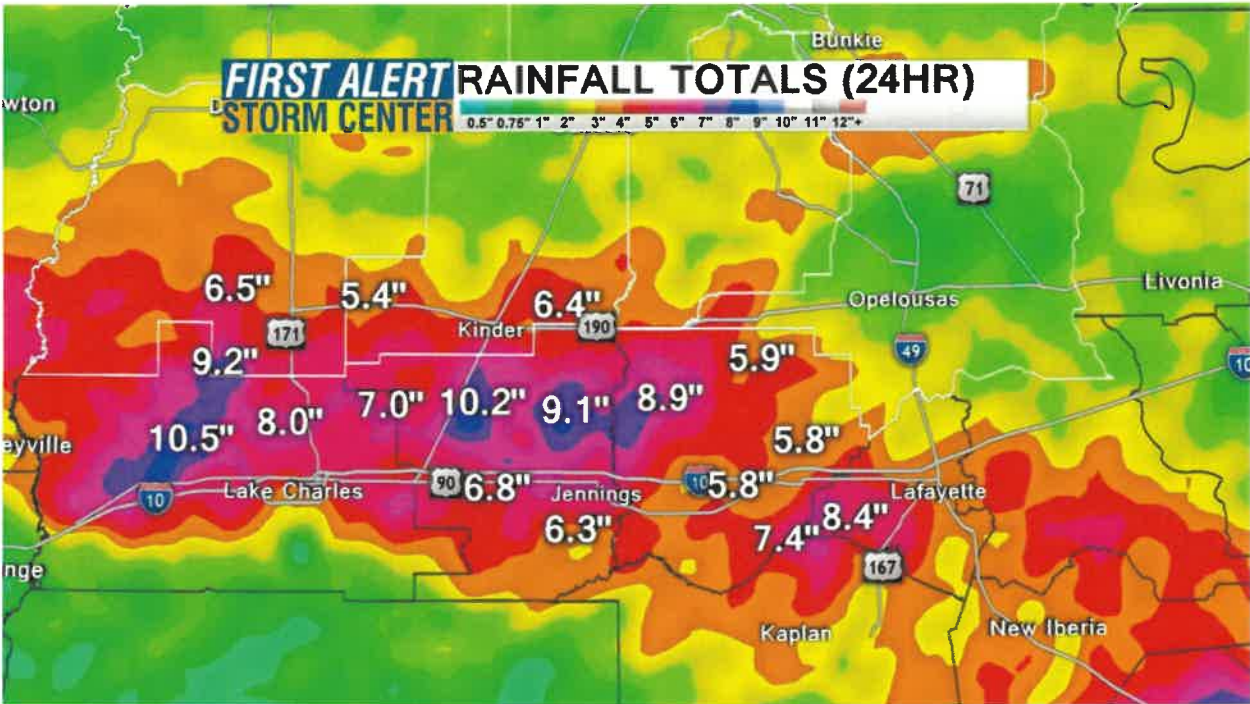 Bunkie
FIRST ALERT
STORM CENTER
RAINFALL TOTALS (24HR)
0.5" 0.75" 1" 2" 3" 4" 5" 6" 7" 8" 9" 10" 11" 12"+
wton
D
71
6.5"
5.4"
6.4"
Livonia
Opelousas
171
Kinder
190
9.2"
5.9"
49
10
7.0"
10.2"
9.1"
8.9"
8.0"
10.5"
5.8"
eyville
10
Lake Charles
90
6.8"
Jennings
10
5.8"
Lafayette
6.3"
7.4"
8.4"
167
nge
Kaplan
New Iberia